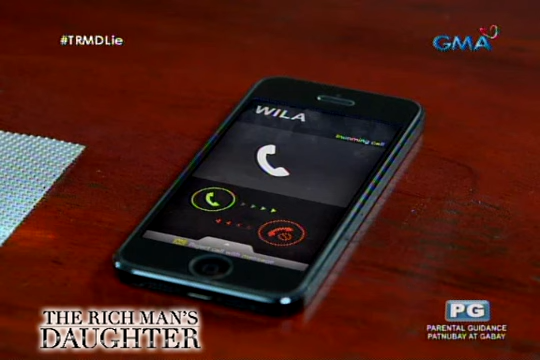 #TRMDLie
GMA
WILA
Incoming call
THE RICH MAN'S
DAUGHTER
PG
PARENTAL GUIDANCE
PATNUBAY AT GABAY